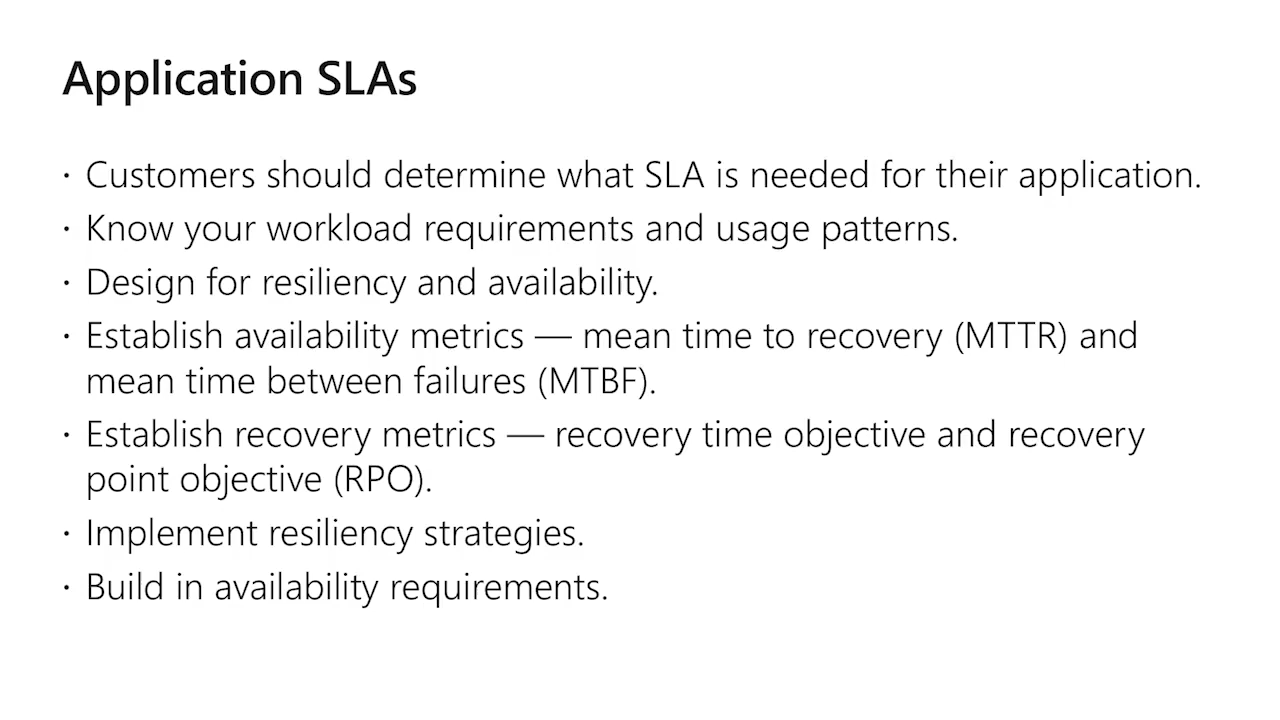 Application SLAs
· Customers should determine what SLA is needed for their application.
· Know your workload requirements and usage patterns.
· Design for resiliency and availability.
· Establish availability metrics — mean time to recovery (MTTR) and
mean time between failures (MTBF).
· Establish recovery metrics — recovery time objective and recovery
point objective (RPO).
· Implement resiliency strategies.
· Build in availability requirements.